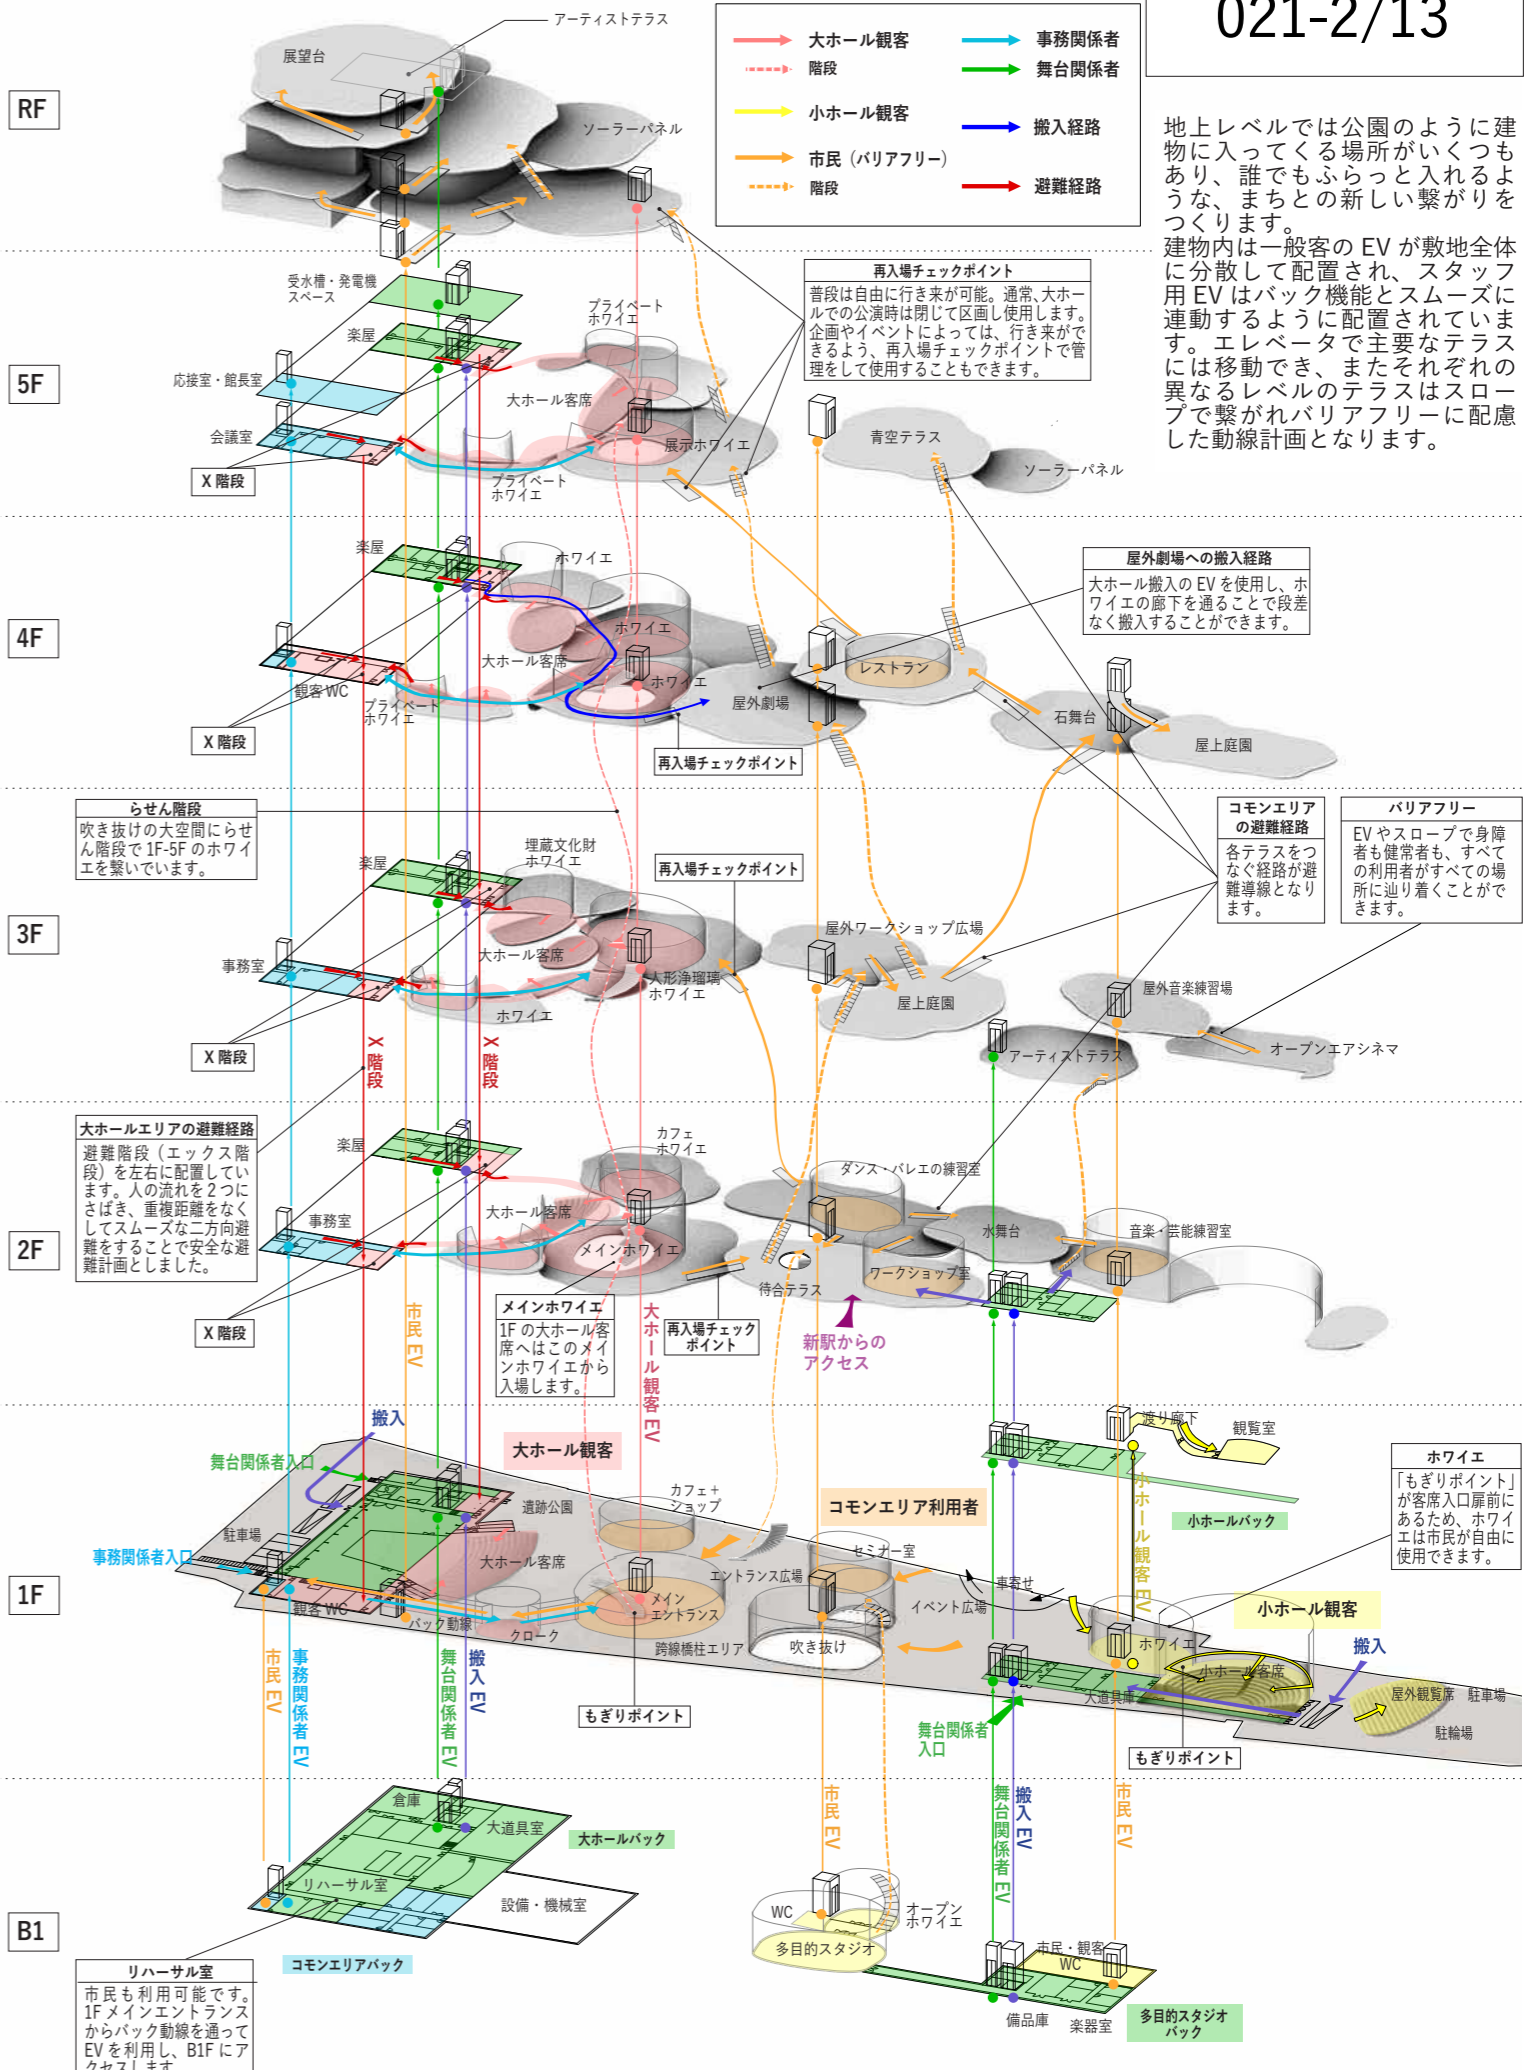 021-2/13
大ホール観客
階段
小ホール観客
市民（バリアフリー）
階段
事務関係者
舞台関係者
搬入経路
避難経路
地上レベルでは公園のように建
物に入ってくる場所がいくつも
あり、誰でもふらっと入れるよ
うな、まちとの新しい繋がりを
つくります。
建物内は一般客の EV が敷地全体
に分散して配置され、スタッフ
用 EV はバック機能とスムーズに
連動するように配置されていま
す。エレベータで主要なテラス
には移動でき、またそれぞれの
異なるレベルのテラスはスロー
プで繋がれバリアフリーに配慮
した動線計画となります。
RF
アーティストテラス
展望台
ソーラーパネル
5F
受水槽・発電機
スペース
楽屋
応接室・館長室
会議室
X 階段
プライベート
ホワイエ
大ホール客席
展示ホワイエ
プライベート
ホワイエ
再入場チェックポイント
普段は自由に行き来が可能。通常、大ホー
ルでの公演時は閉じて区画し使用します。
企画やイベントによっては、行き来がで
きるよう、再入場チェックポイントで管
理をして使用することもできます。
青空テラス
ソーラーパネル
4F
楽屋
ホワイエ
ホワイエ
大ホール客席
ホワイエ
観客 WC
プライベート
ホワイエ
X 階段
屋外劇場
再入場チェックポイント
レストラン
石舞台
屋上庭園
屋外劇場への搬入経路
大ホール搬入の EV を使用し、ホ
ワイエの廊下を通ることで段差
なく搬入することができます。
3F
らせん階段
吹き抜けの大空間にらせ
ん階段で 1F-5F のホワイ
エを繋いでいます。
楽屋
埋蔵文化財
ホワイエ
再入場チェックポイント
大ホール客席
事務室
人形浄瑠璃
ホワイエ
ホワイエ
X 階段
X 階段
X 階段
屋外ワークショップ広場
屋上庭園
アーティストテラス
屋外音楽練習場
オープンエアシネマ
コモンエリア
の避難経路
各テラスをつ
なぐ経路が避
難導線となり
ます。
バリアフリー
EV やスロープで身障
者も健常者も、すべて
の利用者がすべての場
所に辿り着くことがで
きます。
2F
大ホールエリアの避難経路
避難階段（エックス階
段）を左右に配置してい
ます。人の流れを 2 つに
さばき、重複距離をなく
してスムーズな二方向避
難をすることで安全な避
難計画としました。
楽屋
事務室
X 階段
カフェ
ホワイエ
大ホール客席
メインホワイエ
メインホワイエ
1F の大ホール客
席へはこのメイ
ンホワイエから
入場します。
再入場チェック
ポイント
市民 EV
大ホール観客 EV
ダンス・バレエの練習室
水舞台
音楽・芸能練習室
待合テラス
ワークショップ室
新駅からの
アクセス
1F
搬入
舞台関係者入口
大ホール観客
駐車場
事務関係者入口
遺跡公園
カフェ＋
ショップ
大ホール客席
観客 WC
バック動線
クローク
メイン
エントランス
エントランス広場
跨線橋柱エリア
もぎりポイント
コモンエリア利用者
セミナー室
吹き抜け
イベント広場
車寄せ
渡り廊下
観覧室
小ホールバック
小ホール観客 EV
ホワイエ
「もぎりポイント」
が客席入口扉前に
あるため、ホワイ
エは市民が自由に
使用できます。
小ホール観客
ホワイエ
小ホール客席
搬入
大道具庫
舞台関係者
入口
もぎりポイント
屋外観覧席
駐車場
駐輪場
市民 EV
事務関係者 EV
舞台関係者 EV
搬入 EV
市民 EV
舞台関係者 EV
搬入 EV
市民 EV
B1
倉庫
大道具室
大ホールバック
リハーサル室
設備・機械室
コモンエリアバック
リハーサル室
市民も利用可能です。
1F メインエントランス
からバック動線を通って
EV を利用し、B1F にア
クセスします
WC
多目的スタジオ
オープン
ホワイエ
市民・観客
WC
備品庫
楽器室
多目的スタジオ
バック